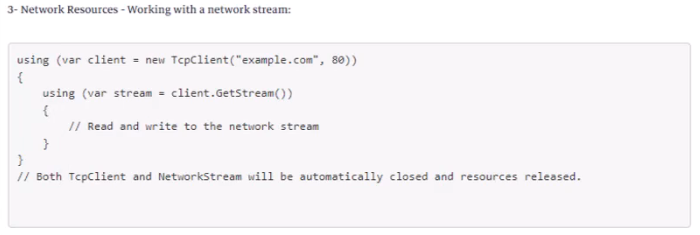 3- Network Resources - Working with a network stream:
using (var client = new TcpClient("example.com", 80))
{
using (var stream = client.GetStream())
{
// Read and write to the network stream
}
}
// Both TcpClient and NetworkStream will be automatically closed and resources released.